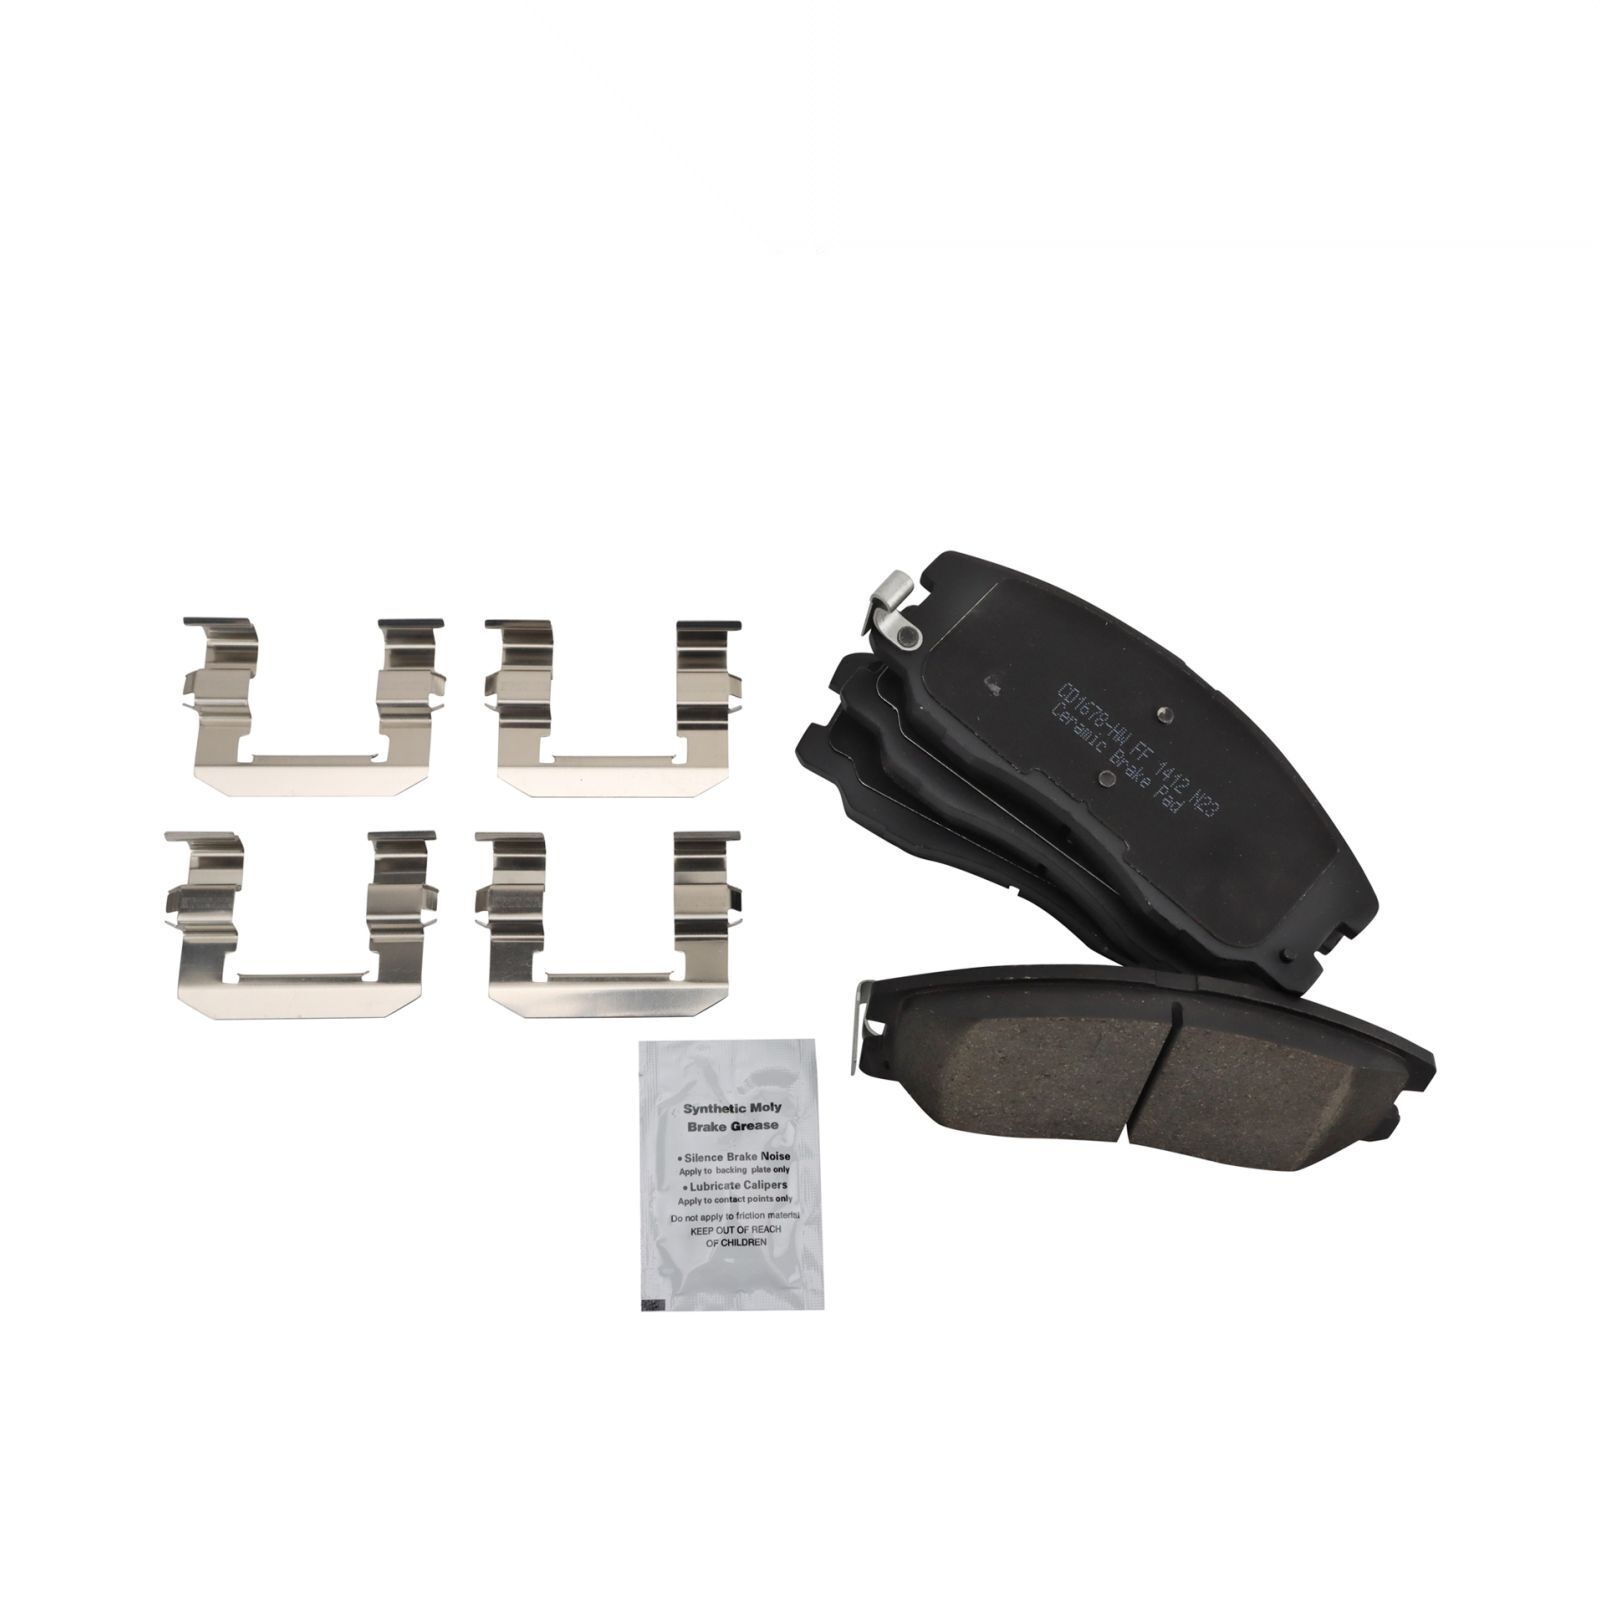 CD1678-HW FF 1412 N23
Ceramic Brake Pad
Synthetic Moly
Brake Grease
• Silence Brake Noise
Apply to backing plate only
• Lubricate Calipers
Apply to contact points only
Do not apply to friction material
KEEP OUT OF REACH
OF CHILDREN